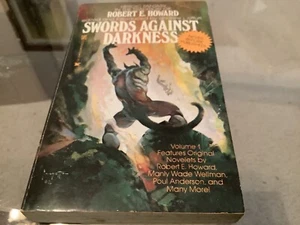 ROBERT E. HOWARD
SWORDS AGAINST
DARKNESS
Volume 1
Features Original
Novelets by
Robert E. Howard,
Manly Wade Wellman,
Poul Anderson, and
Many More!